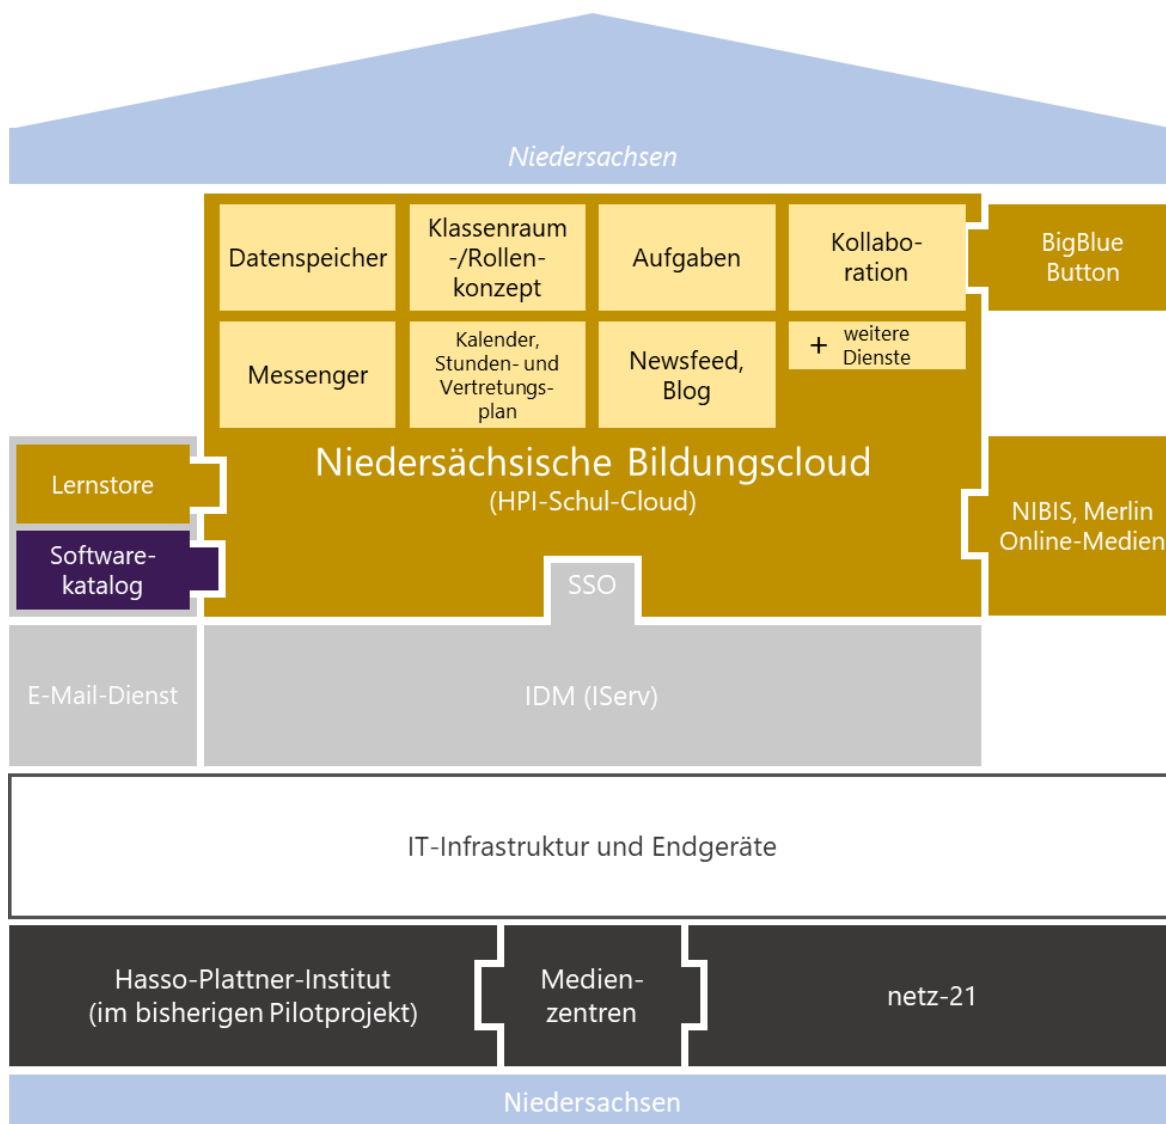 Niedersachsen
Datenspeicher
Klassenraum
-/Rollen-
konzept
Aufgaben
Kollabo-
ration
BigBlue
Button
Messenger
Kalender,
Stunden- und
Vertretungs-
plan
Newsfeed,
Blog
+ weitere
Dienste
Niedersächsische Bildungscloud
(HPI-Schul-Cloud)
Lernstore
Software-
katalog
NIBIS, Merlin
Online-Medien
SSO
E-Mail-Dienst
IDM (IServ)
IT-Infrastruktur und Endgeräte
Hasso-Plattner-Institut
(im bisherigen Pilotprojekt)
Medien-
zentren
netz-21
Niedersachsen